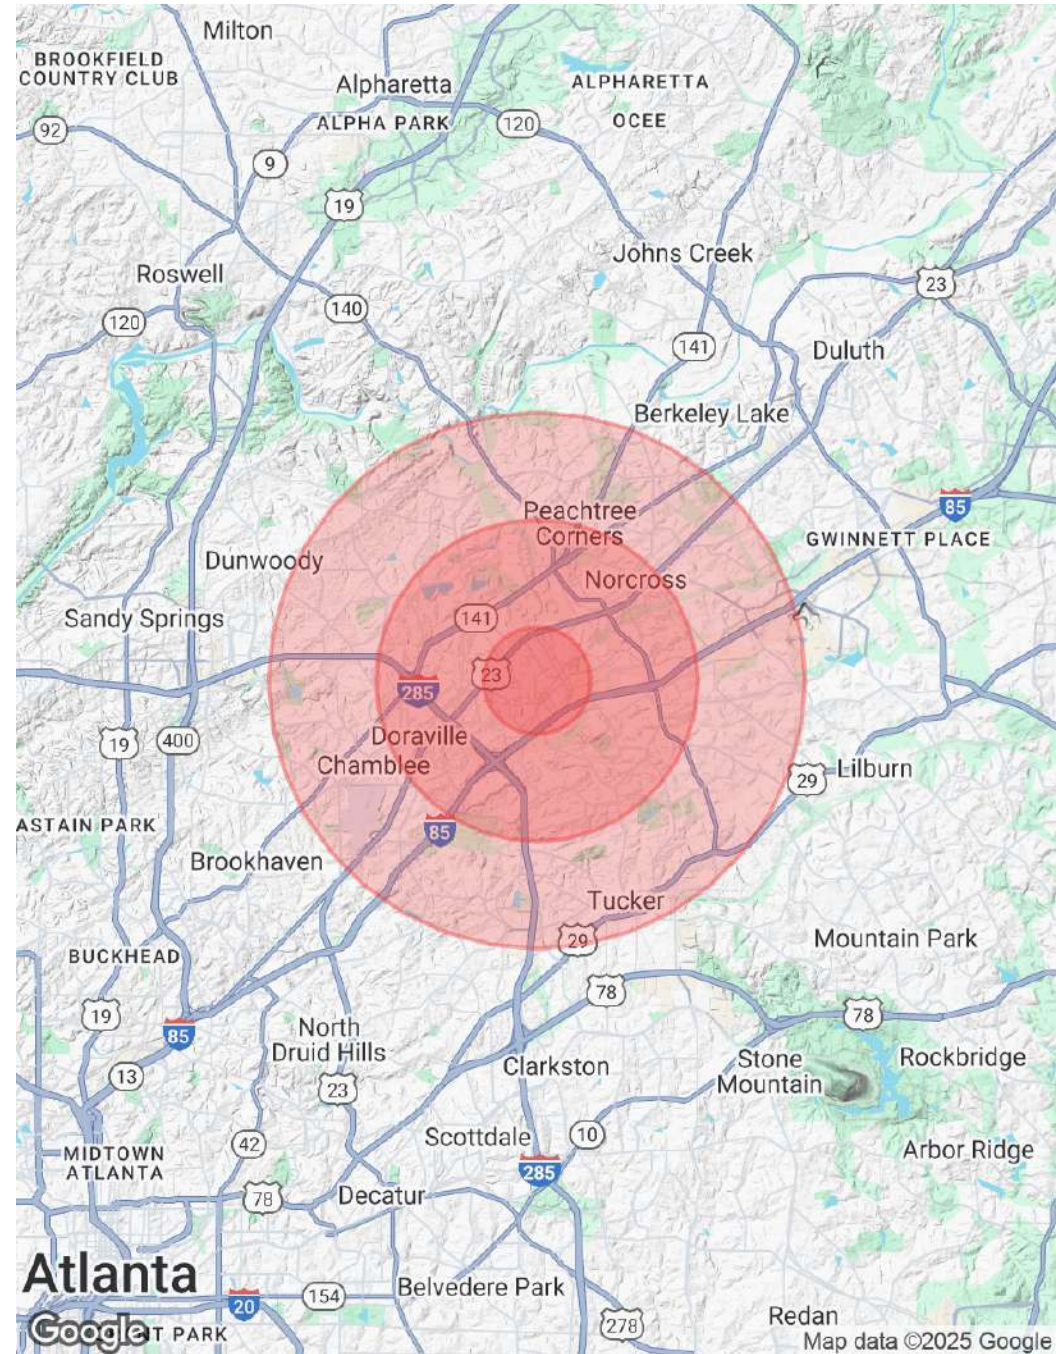 Milton
BROOKFIELD
COUNTRY CLUB
Alpharetta
ALPHARETTA
92
ALPHA PARK
120
OCEE
9
19
Johns Creek
Roswell
23
140
120
141
Duluth
Berkeley Lake
85
Peachtree
Corners
GWINNETT PLACE
Dunwoody
Norcross
Sandy Springs
141
23
285
19
400
Doraville
Chamblee
29
Lilburn
ASTAIN PARK
85
Brookhaven
Tucker
29
Mountain Park
BUCKHEAD
78
19
78
85
North
Druid Hills
Clarkston
Stone
Mountain
Rockbridge
13
23
42
Scottdale
10
Arbor Ridge
MIDTOWN
ATLANTA
285
78
Decatur
Atlanta
Belvedere Park
20
154
278
Redan
Google
PARK
Map data ©2025 Google